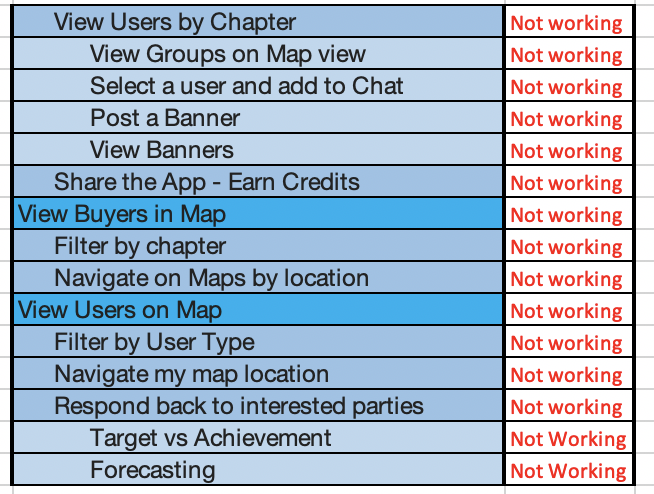 View Users by Chapter Not working
View Groups on Map view Not working
Select a user and add to Chat Not working
Post a Banner Not working
View Banners Not working
Share the App - Earn Credits Not working
View Buyers in Map Not working
Filter by chapter Not working
Navigate on Maps by location Not working
View Users on Map Not working
Filter by User Type Not working
Navigate my map location Not working
Respond back to interested parties Not working
Target vs Achievement Not Working
Forecasting Not Working